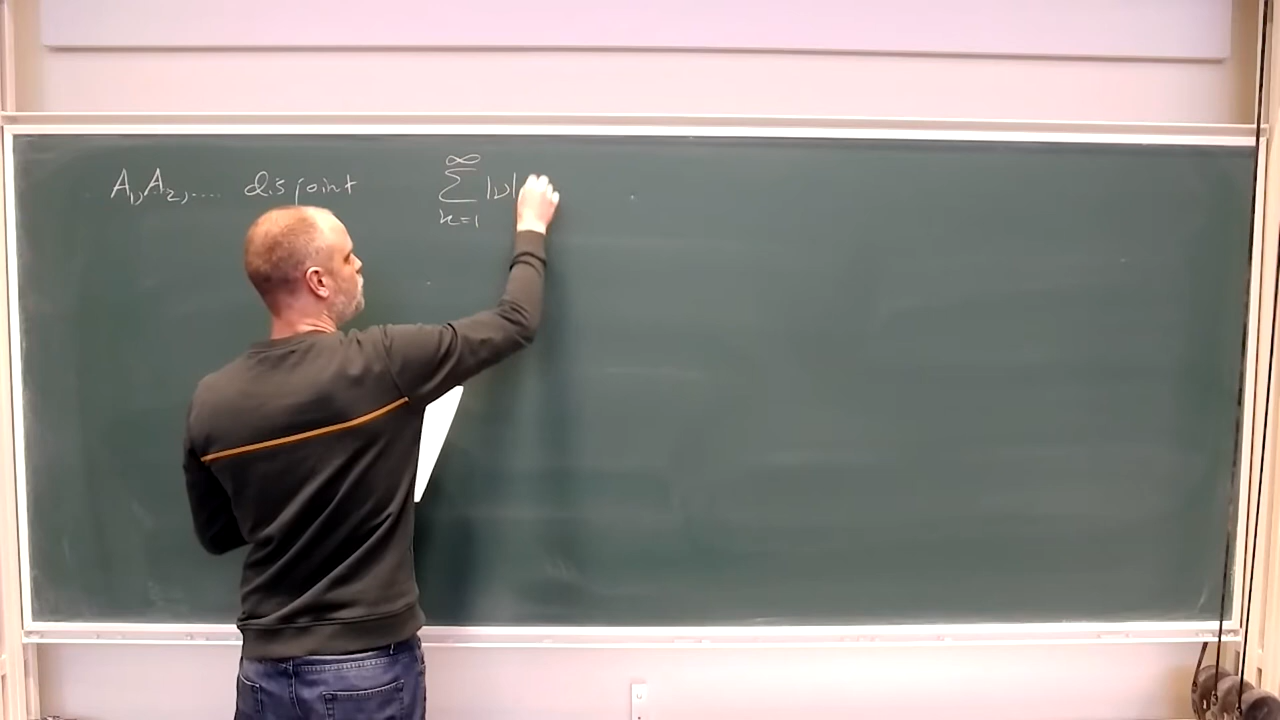 A₁, A₂, .... disjoint ∞ ∑ n=1 |ν|